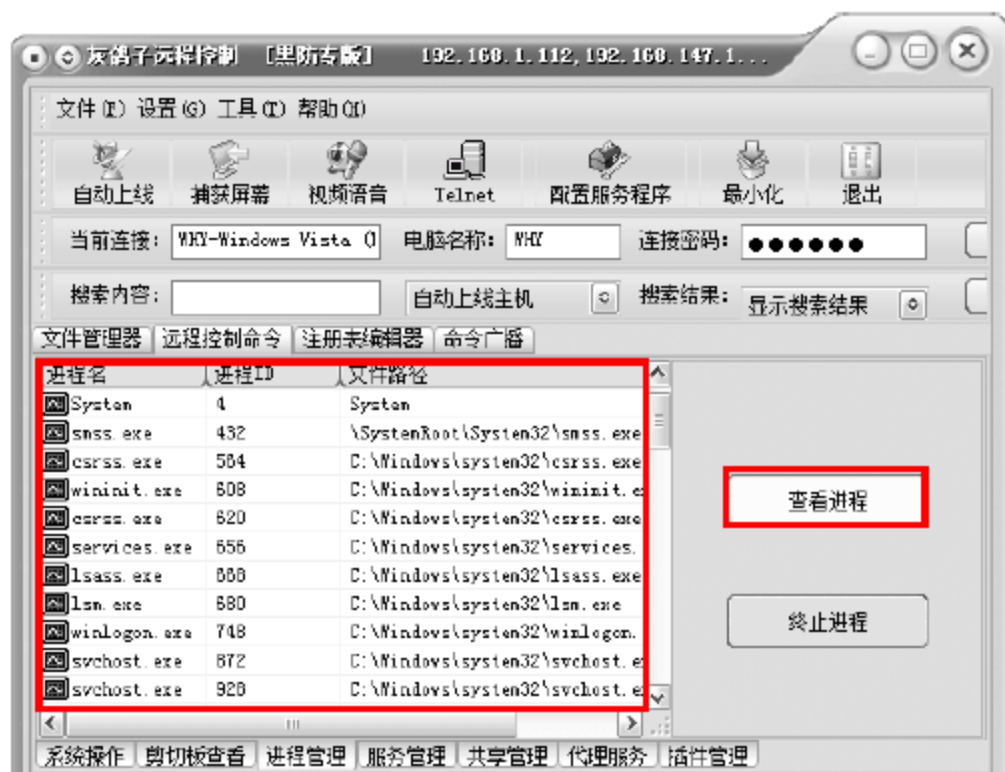 灰鸽子远程控制 [黑防专版] 192.168.1.112,192.168.147.1...
文件(F) 设置(G) 工具(T) 帮助(H)
自动上线 捕获屏幕 视频语音 Telnet 配置服务程序 最小化 退出
当前连接: WHY-Windows Vista ( 电脑名称: WHY 连接密码: ●●●●●●
搜索内容: 自动上线主机 搜索结果: 显示搜索结果
文件管理器 远程控制命令 注册表编辑器 命令广播
进程名 进程ID 文件路径
System 4 System
smss.exe 432 \SystemRoot\System32\smss.exe
csrss.exe 564 C:\Windows\system32\csrss.exe
wininit.exe 608 C:\Windows\system32\wininit.e
csrss.exe 620 C:\Windows\system32\csrss.exe
查看进程
services.exe 656 C:\Windows\system32\services.
lsass.exe 668 C:\Windows\system32\lsass.exe
lsm.exe 680 C:\Windows\system32\lsm.exe
winlogon.exe 748 C:\Windows\system32\winlogon.
终止进程
svchost.exe 872 C:\Windows\system32\svchost.e
svchost.exe 928 C:\Windows\system32\svchost.e
系统操作 剪切板查看 进程管理 服务管理 共享管理 代理服务 插件管理